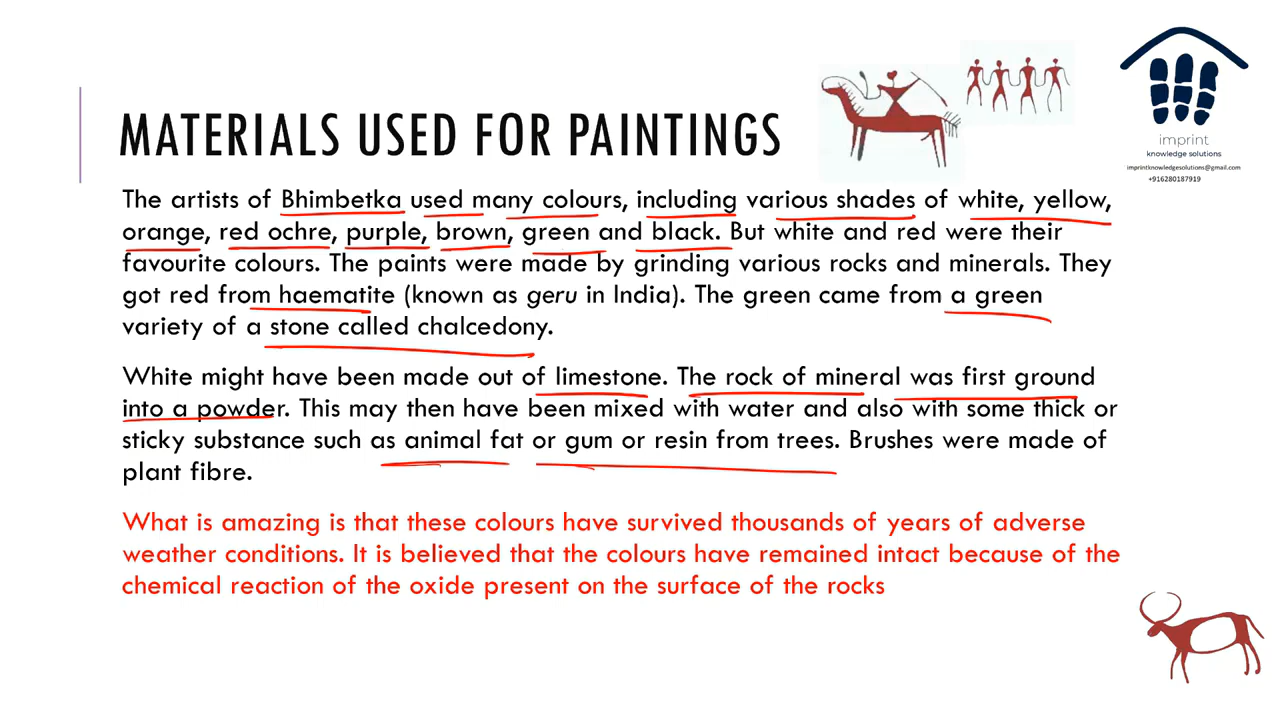 MATERIALS USED FOR PAINTINGS
imprint
knowledge solutions
imprintknowledgesolutions@gmail.com
+916280187919
The artists of Bhimbetka used many colours, including various shades of white, yellow,
orange, red ochre, purple, brown, green and black. But white and red were their
favourite colours. The paints were made by grinding various rocks and minerals. They
got red from haematite (known as geru in India). The green came from a green
variety of a stone called chalcedony.
White might have been made out of limestone. The rock of mineral was first ground
into a powder. This may then have been mixed with water and also with some thick or
sticky substance such as animal fat or gum or resin from trees. Brushes were made of
plant fibre.
What is amazing is that these colours have survived thousands of years of adverse
weather conditions. It is believed that the colours have remained intact because of the
chemical reaction of the oxide present on the surface of the rocks